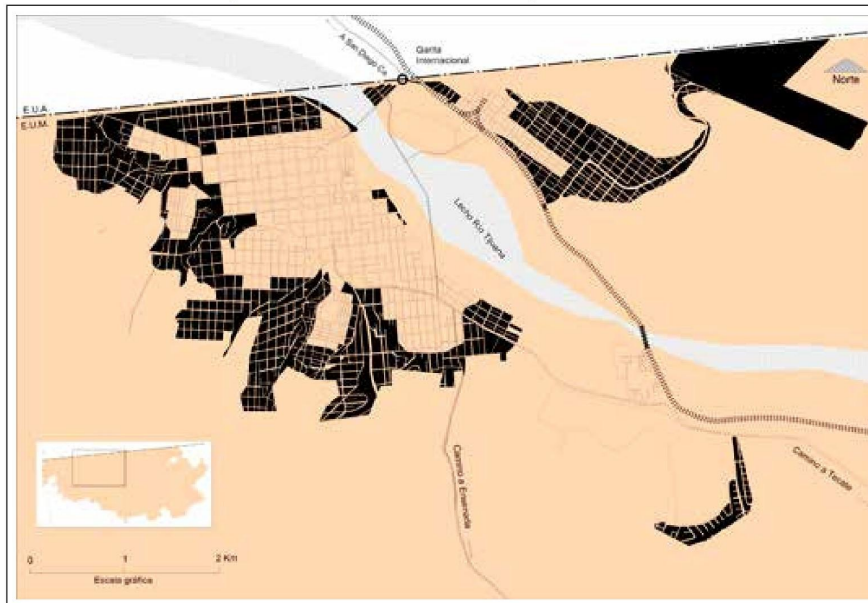 A San Diego Ca.
Garita
Internacional
Norte
E.U.A.
E.U.M.
Lecho Río Tijuana
Camino a Ensenada
Camino a Tecate
0 1 2 Km
Escala gráfica